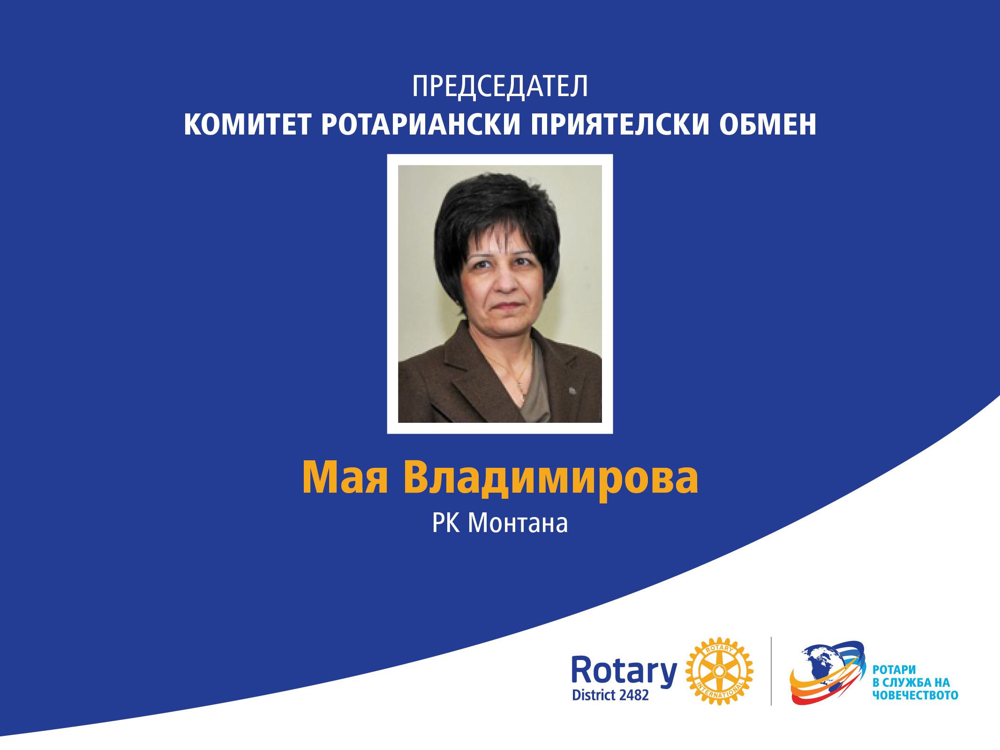 ПРЕДСЕДАТЕЛ
КОМИТЕТ РОТАРИАНСКИ ПРИЯТЕЛСКИ ОБМЕН
Мая Владимирова
РК Монтана
Rotary
District 2482
ROTARY
INTERNATIONAL
РОТАРИ
В СЛУЖБА НА
ЧОВЕЧЕСТВОТО